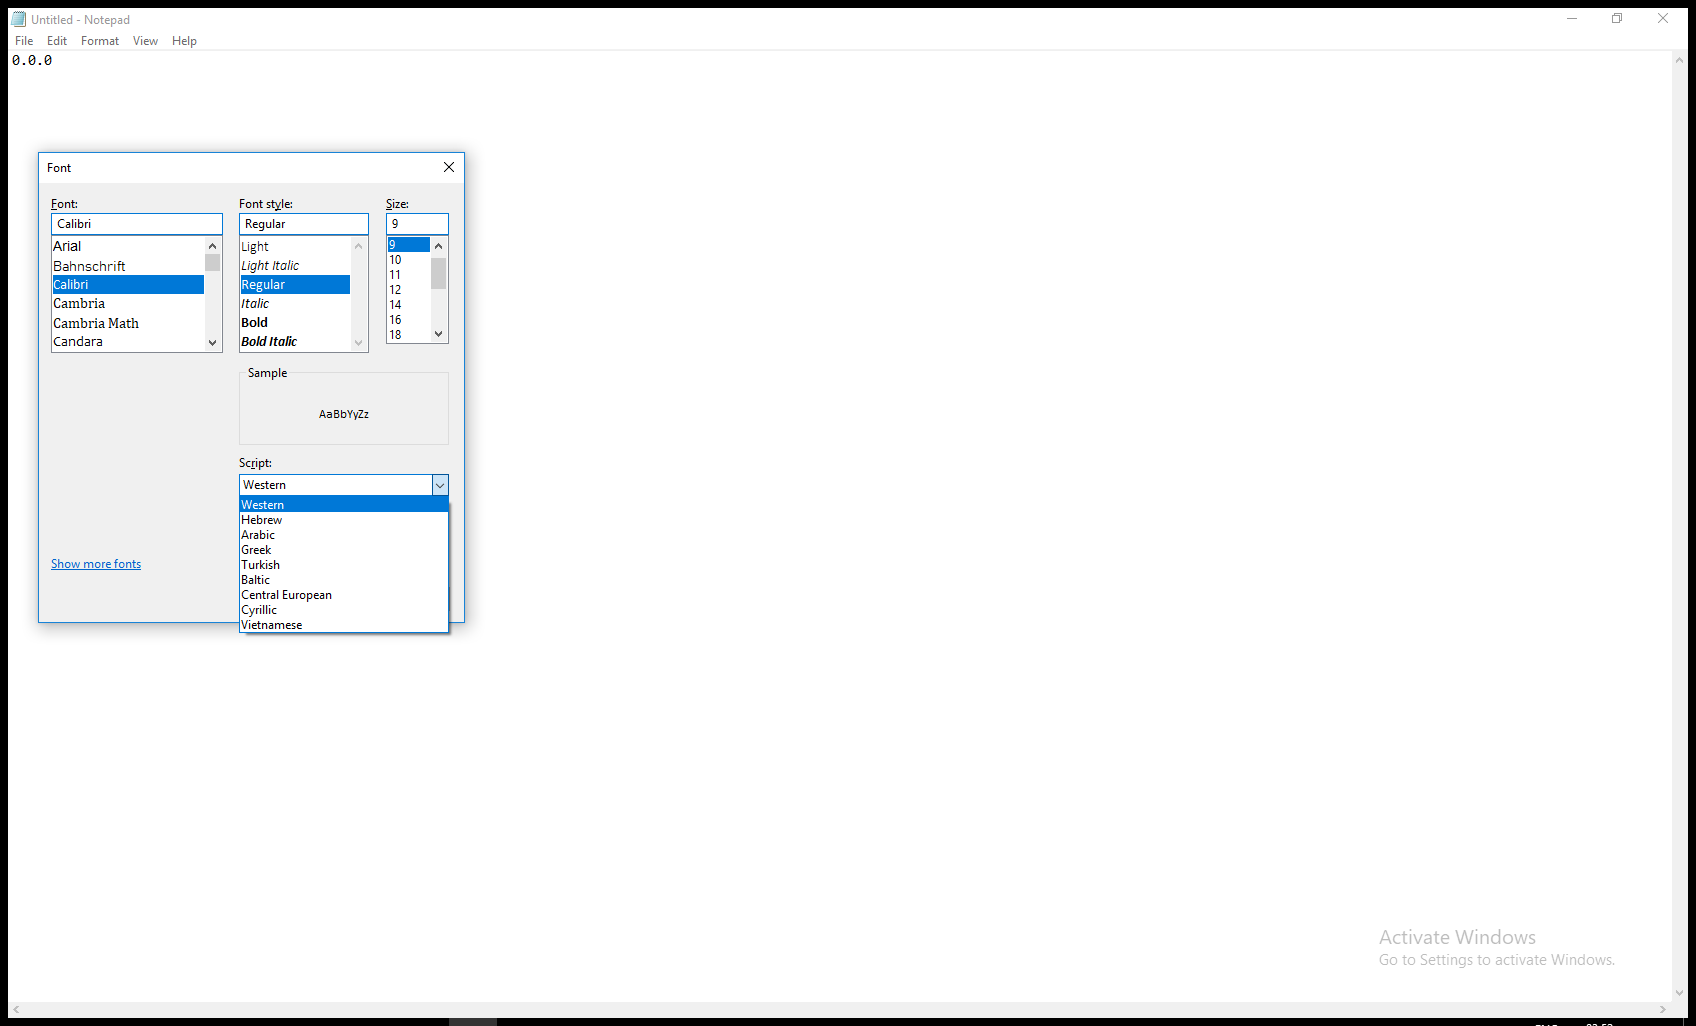 Untitled - Notepad
File Edit Format View Help
0.0.0
Font
Font: Font style: Size:
Calibri Regular 9
Arial Light 9
Bahnschrift Light Italic 10
Calibri Regular 11
Cambria Italic 12
Cambria Math Bold 14
Candara Bold Italic 16
18
Sample
AaBbYyZz
Script:
Western
Western
Hebrew
Arabic
Greek
Show more fonts Turkish
Baltic
Central European
Cyrillic
Vietnamese
Activate Windows
Go to Settings to activate Windows.